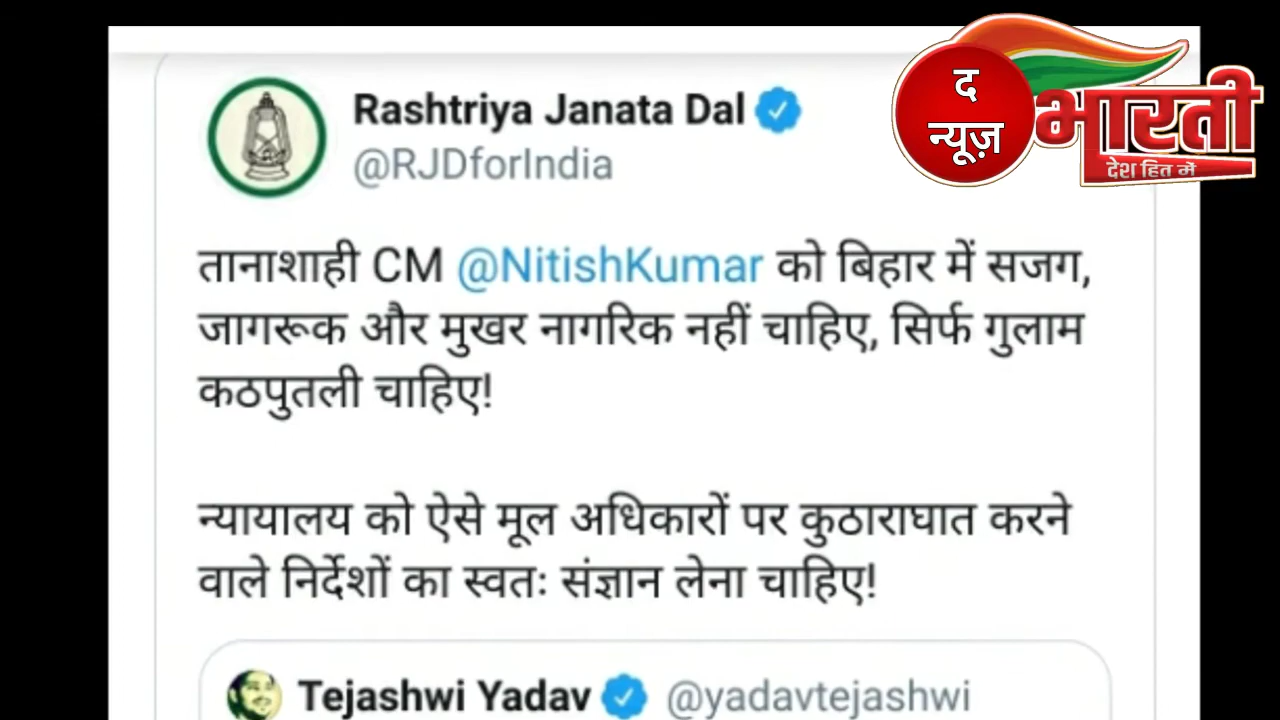 Rashtriya Janata Dal
@RJDforIndia
द
न्यूज़
भारती
देश हित में
तानाशाही CM @NitishKumar को बिहार में सजग,
जागरूक और मुखर नागरिक नहीं चाहिए, सिर्फ गुलाम
कठपुतली चाहिए!
न्यायालय को ऐसे मूल अधिकारों पर कुठाराघात करने
वाले निर्देशों का स्वतः संज्ञान लेना चाहिए!
Tejashwi Yadav @yadavtejashwi